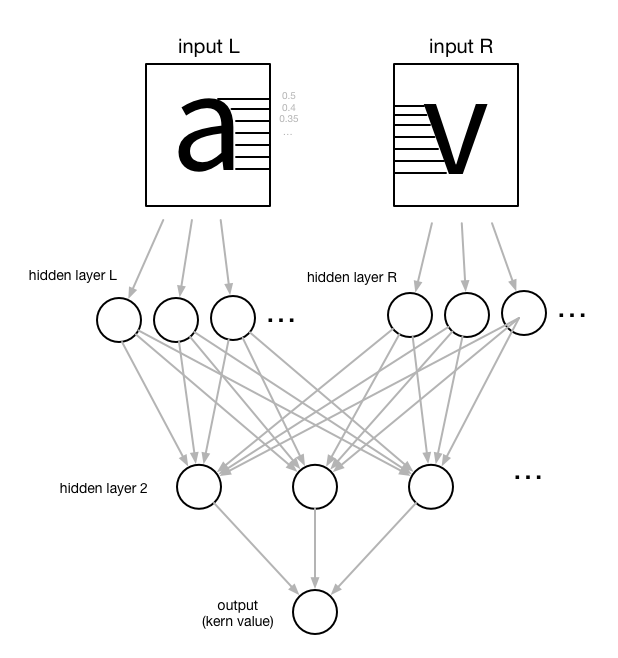 input L
input R
a
v
0.5
0.4
0.35
...
hidden layer L
hidden layer R
...
...
hidden layer 2
...
output
(kern value)